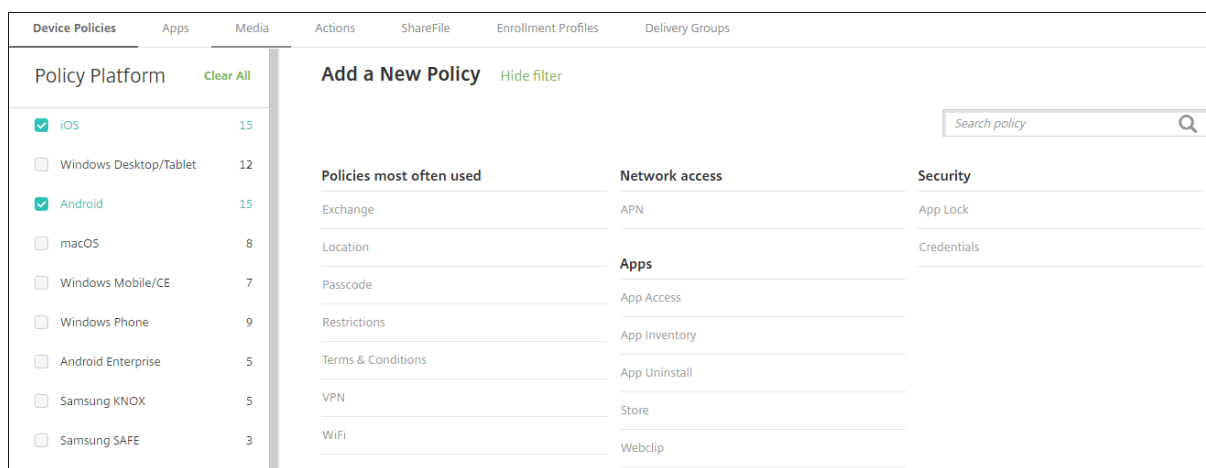 Device Policies Apps Media Actions ShareFile Enrollment Profiles Delivery Groups
Policy Platform Clear All
iOS 15
Windows Desktop/Tablet 12
Android 15
macOS 8
Windows Mobile/CE 7
Windows Phone 9
Android Enterprise 5
Samsung KNOX 5
Samsung SAFE 3
Add a New Policy Hide filter
Search policy
Policies most often used
Exchange
Location
Passcode
Restrictions
Terms & Conditions
VPN
WiFi
Network access
APN
Apps
App Access
App Inventory
App Uninstall
Store
Webclip
Security
App Lock
Credentials